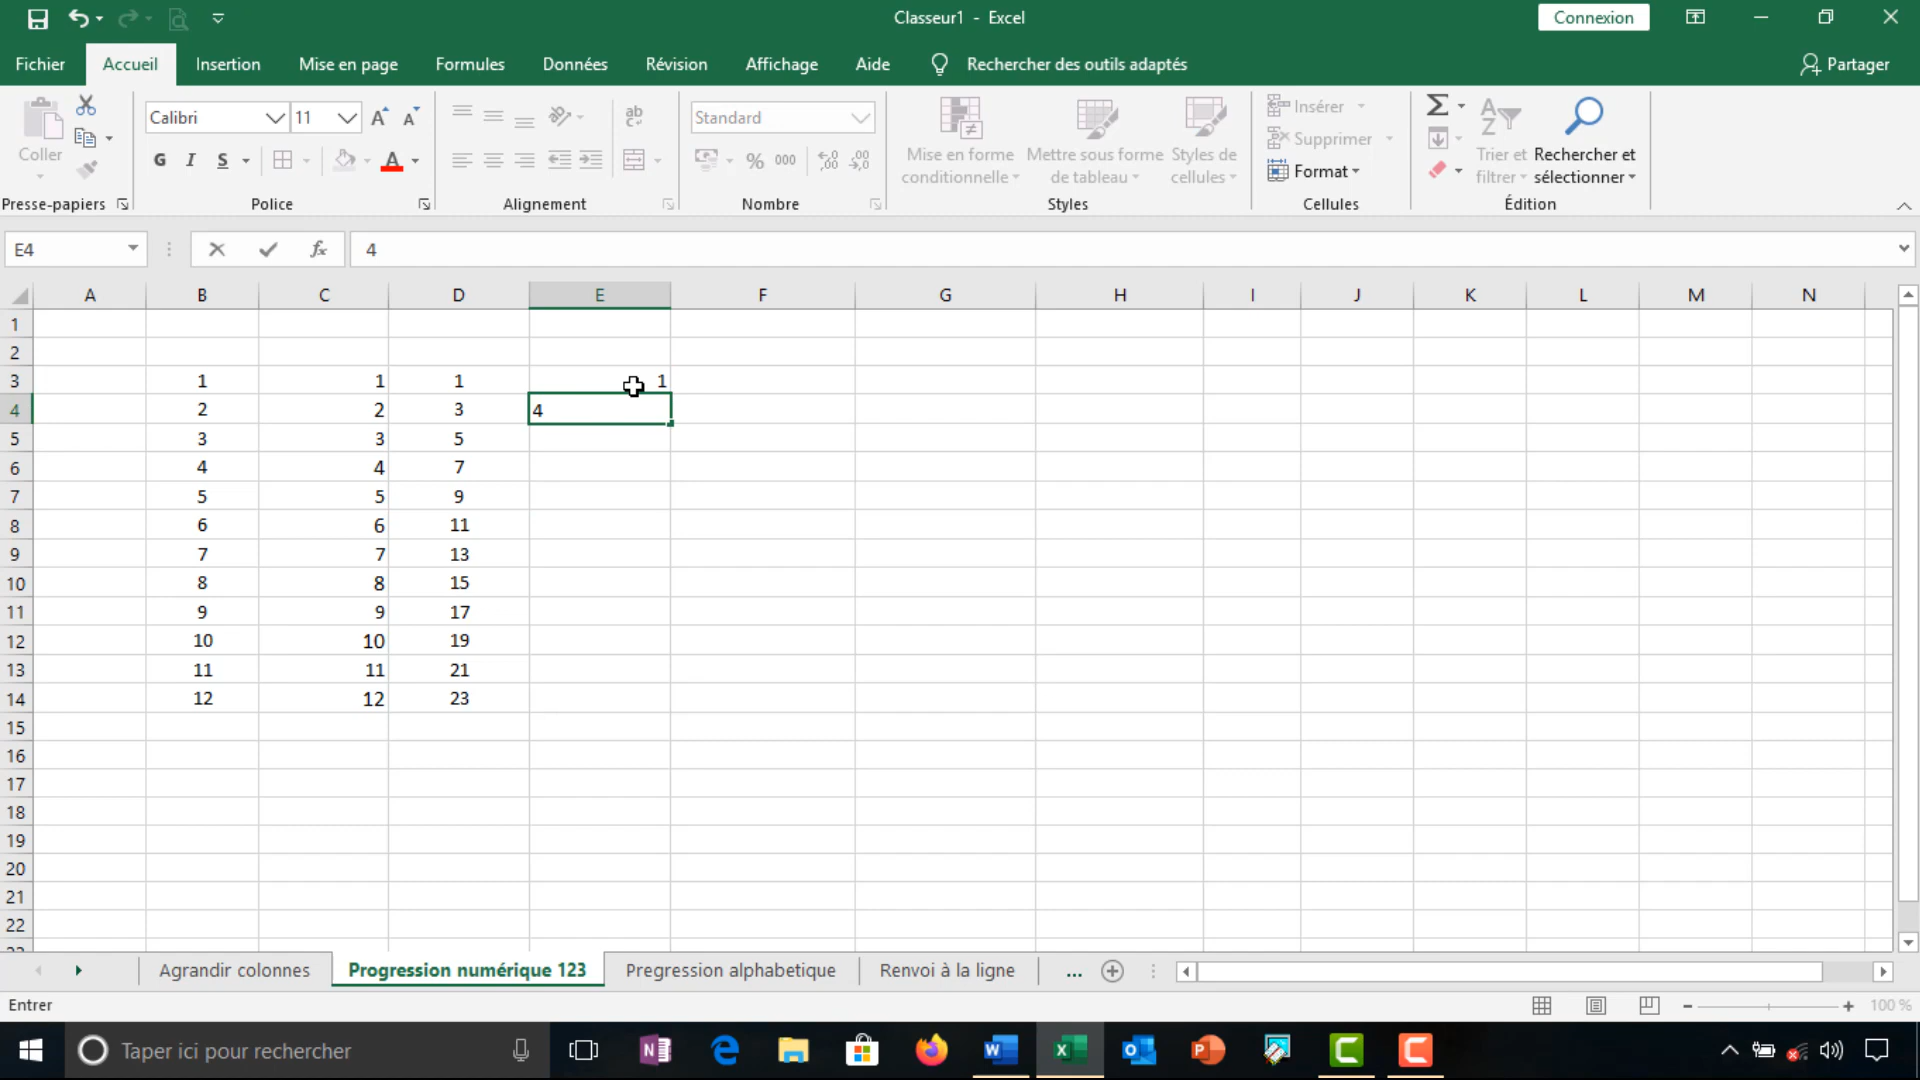 Classeur1 - Excel
Connexion
Fichier Accueil Insertion Mise en page Formules Données Révision Affichage Aide Rechercher des outils adaptés Partager
Coller
Presse-papiers
Calibri 11
G I S A
Police
ab
Alignement
Standard
% 000
Nombre
Mise en forme conditionnelle
Mettre sous forme de tableau
Styles de cellules
Styles
Insérer
Supprimer
Format
Cellules
Trier et filtrer
Rechercher et sélectionner
Édition
E4 fx 4
A B C D E F G H I J K L M N
1
2
3 1 1 1 1
4 2 2 3 4
5 3 3 5
6 4 4 7
7 5 5 9
8 6 6 11
9 7 7 13
10 8 8 15
11 9 9 17
12 10 10 19
13 11 11 21
14 12 12 23
15
16
17
18
19
20
21
22
Agrandir colonnes Progression numérique 123 Pregression alphabetique Renvoi à la ligne ...
Entrer 100 %
Taper ici pour rechercher